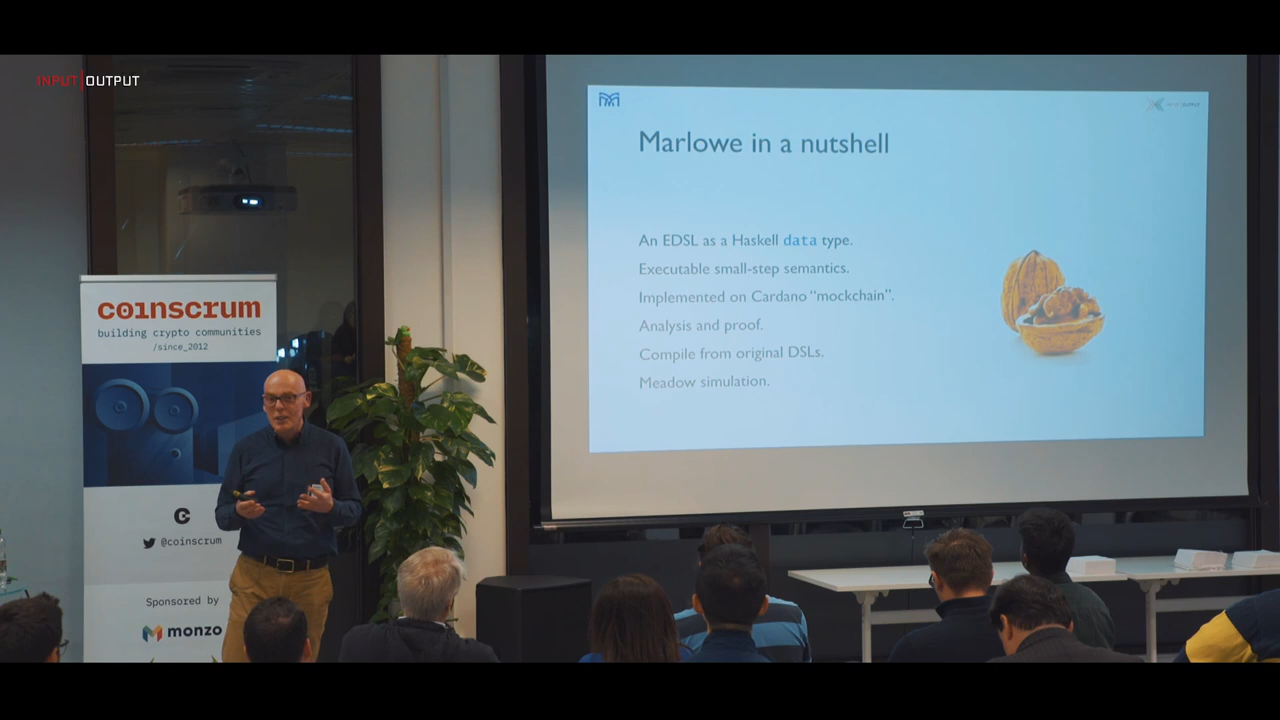 INPUT OUTPUT
Marlowe in a nutshell
An EDSL as a Haskell data type.
Executable small-step semantics.
Implemented on Cardano “mockchain”.
Analysis and proof.
Compile from original DSLs.
Meadow simulation.
coinscrum
building crypto communities
/since_2012
@coinscrum
Sponsored by
monzo